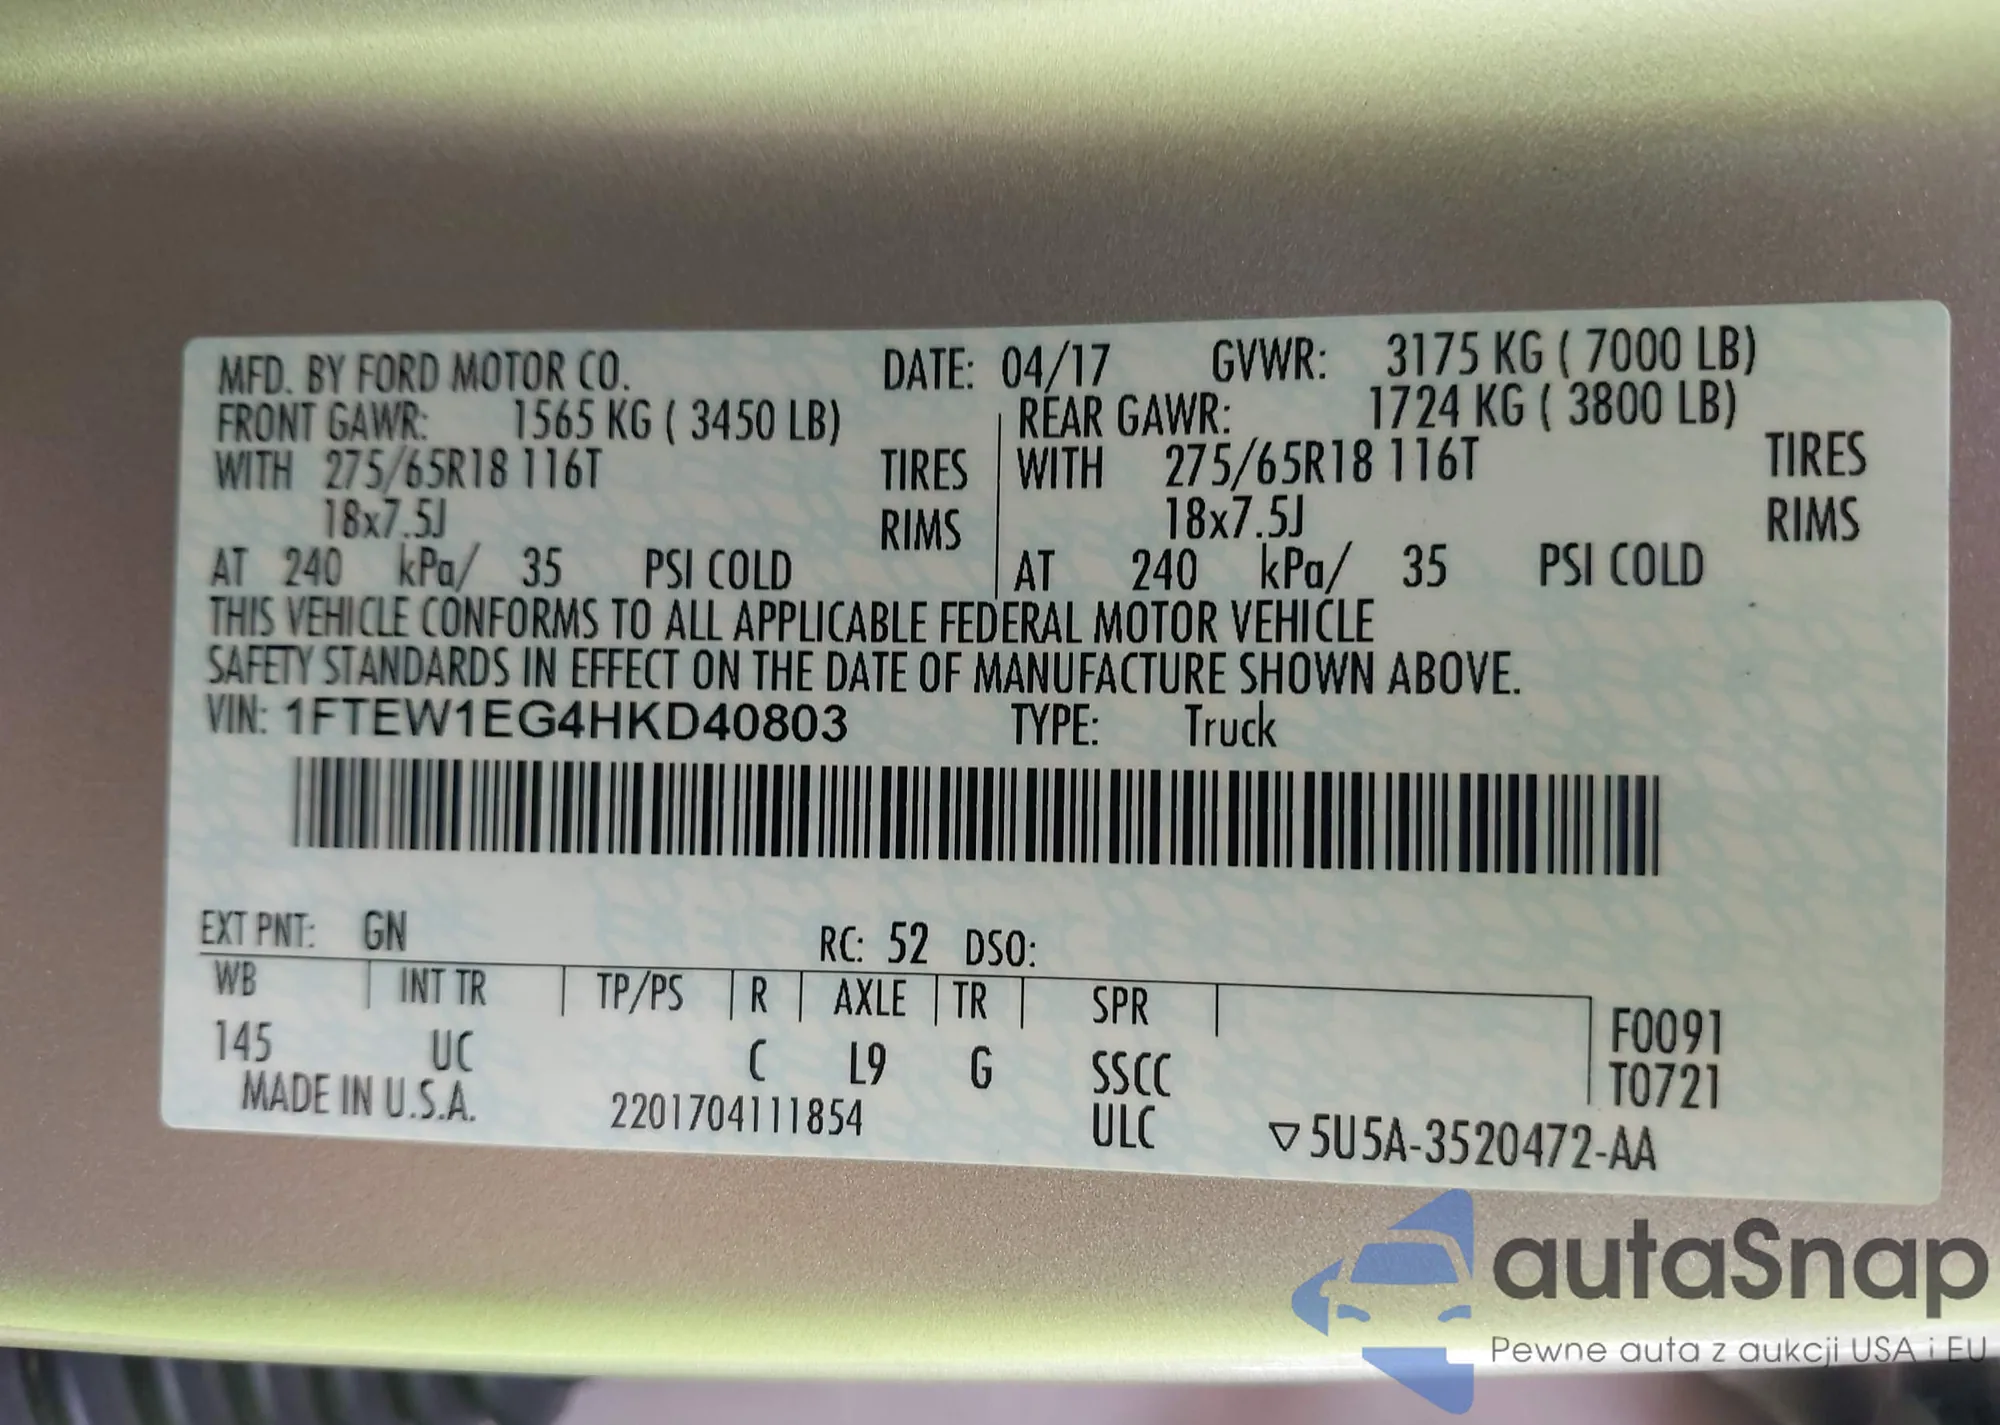 MFD. BY FORD MOTOR CO. DATE: 04/17 GVWR: 3175 KG ( 7000 LB)
FRONT GAWR: 1565 KG ( 3450 LB) REAR GAWR: 1724 KG ( 3800 LB)
WITH 275/65R18 116T TIRES WITH 275/65R18 116T TIRES
18x7.5J RIMS 18x7.5J RIMS
AT 240 kPa/ 35 PSI COLD AT 240 kPa/ 35 PSI COLD
THIS VEHICLE CONFORMS TO ALL APPLICABLE FEDERAL MOTOR VEHICLE
SAFETY STANDARDS IN EFFECT ON THE DATE OF MANUFACTURE SHOWN ABOVE.
VIN: 1FTEW1EG4HKD40803 TYPE: Truck
EXT PNT: GN RC: 52 DSO:
WB INT TR TP/PS R AXLE TR SPR F0091
145 UC C L9 G SSCC T0721
MADE IN U.S.A. 2201704111854 ULC ▽5U5A-3520472-AA
autaSnap
Pewne auta z aukcji USA i EU